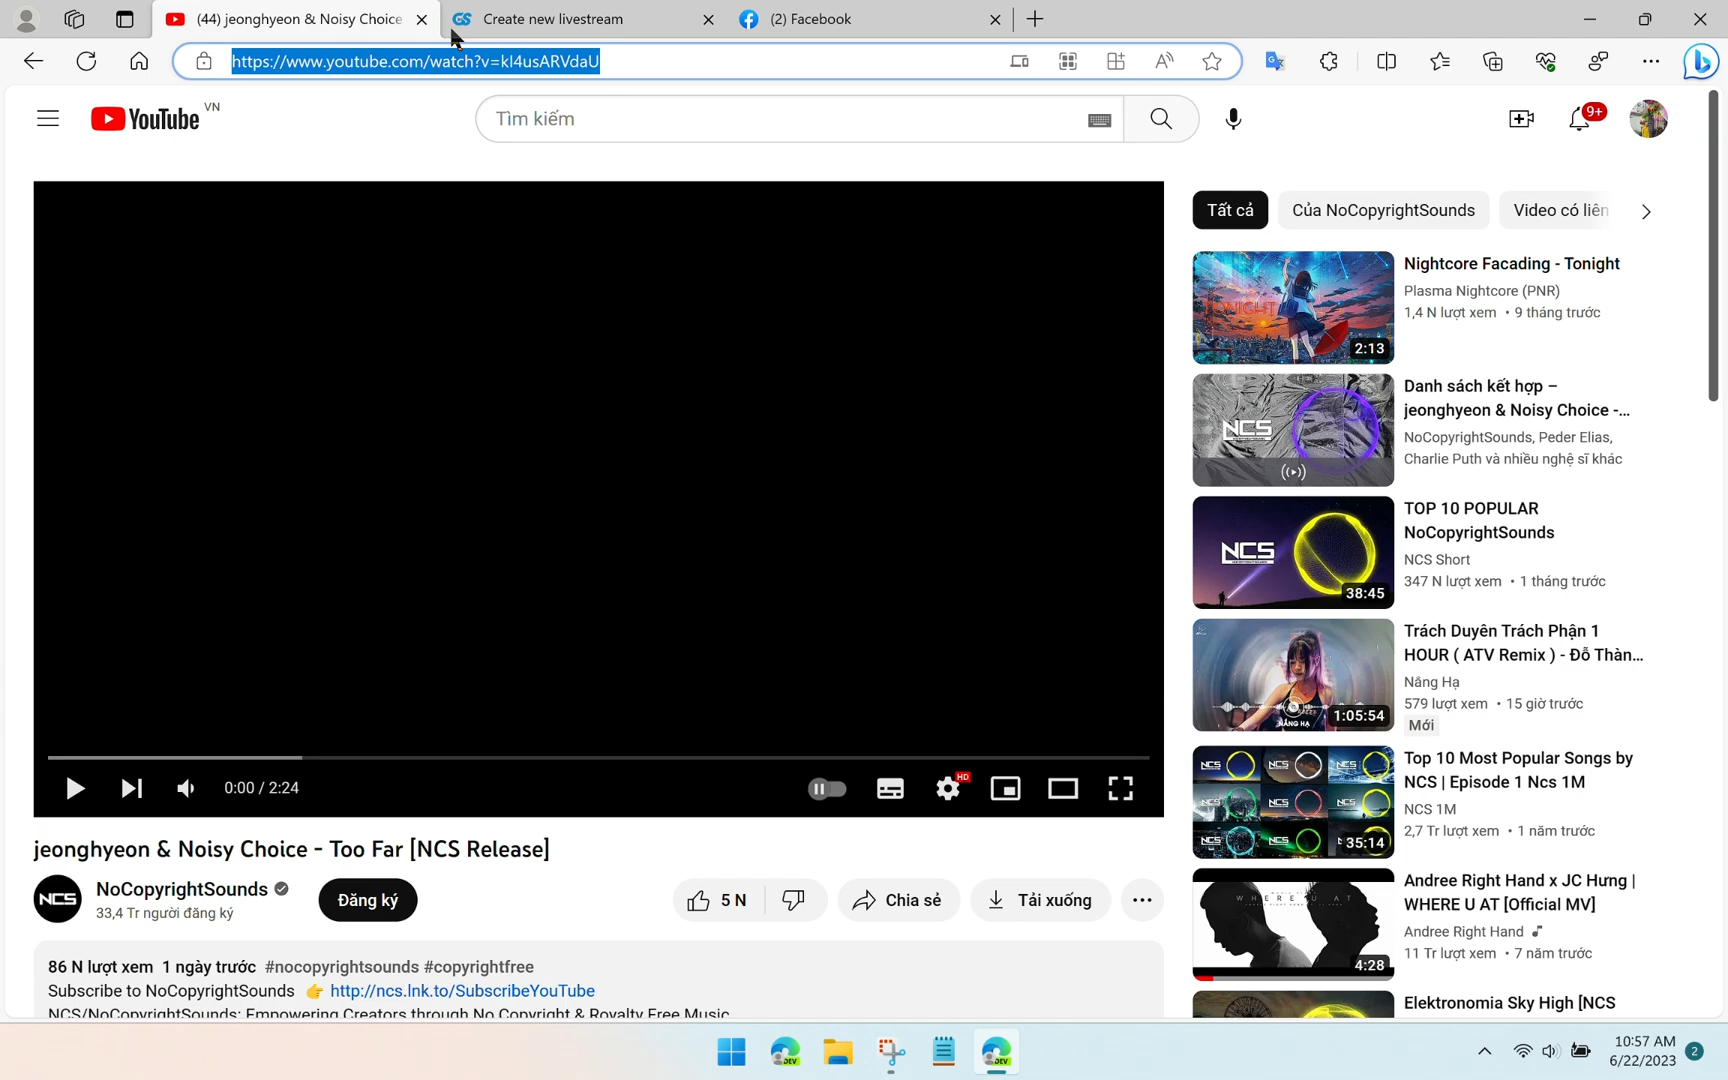 (44) jeonghyeon & Noisy Choice
Create new livestream
(2) Facebook
https://www.youtube.com/watch?v=kI4usARVdaU
YouTube VN
Tìm kiếm
9+
Tất cả
Của NoCopyrightSounds
Video có liên
Nightcore Facading - Tonight
Plasma Nightcore (PNR)
1,4 N lượt xem • 9 tháng trước
2:13
Danh sách kết hợp –
jeonghyeon & Noisy Choice -...
NoCopyrightSounds, Peder Elias,
Charlie Puth và nhiều nghệ sĩ khác
NCS
TOP 10 POPULAR
NoCopyrightSounds
NCS Short
347 N lượt xem • 1 tháng trước
NCS
38:45
Trách Duyên Trách Phận 1
HOUR ( ATV Remix ) - Đỗ Thàn...
Nâng Hạ
579 lượt xem • 15 giờ trước
Mới
NÂNG HẠ
1:05:54
Top 10 Most Popular Songs by
NCS | Episode 1 Ncs 1M
NCS 1M
2,7 Tr lượt xem • 1 năm trước
35:14
Andree Right Hand x JC Hưng |
WHERE U AT [Official MV]
Andree Right Hand
11 Tr lượt xem • 7 năm trước
WHERE U AT
4:28
Elektronomia Sky High [NCS
0:00 / 2:24
HD
jeonghyeon & Noisy Choice - Too Far [NCS Release]
NCS
NoCopyrightSounds
33,4 Tr người đăng ký
Đăng ký
5 N
Chia sẻ
Tải xuống
86 N lượt xem 1 ngày trước #nocopyrightsounds #copyrightfree
Subscribe to NoCopyrightSounds 👉 http://ncs.lnk.to/SubscribeYouTube
NCS/NoCopyrightSounds: Empowering Creators through No Copyright & Royalty Free Music
10:57 AM
6/22/2023
2